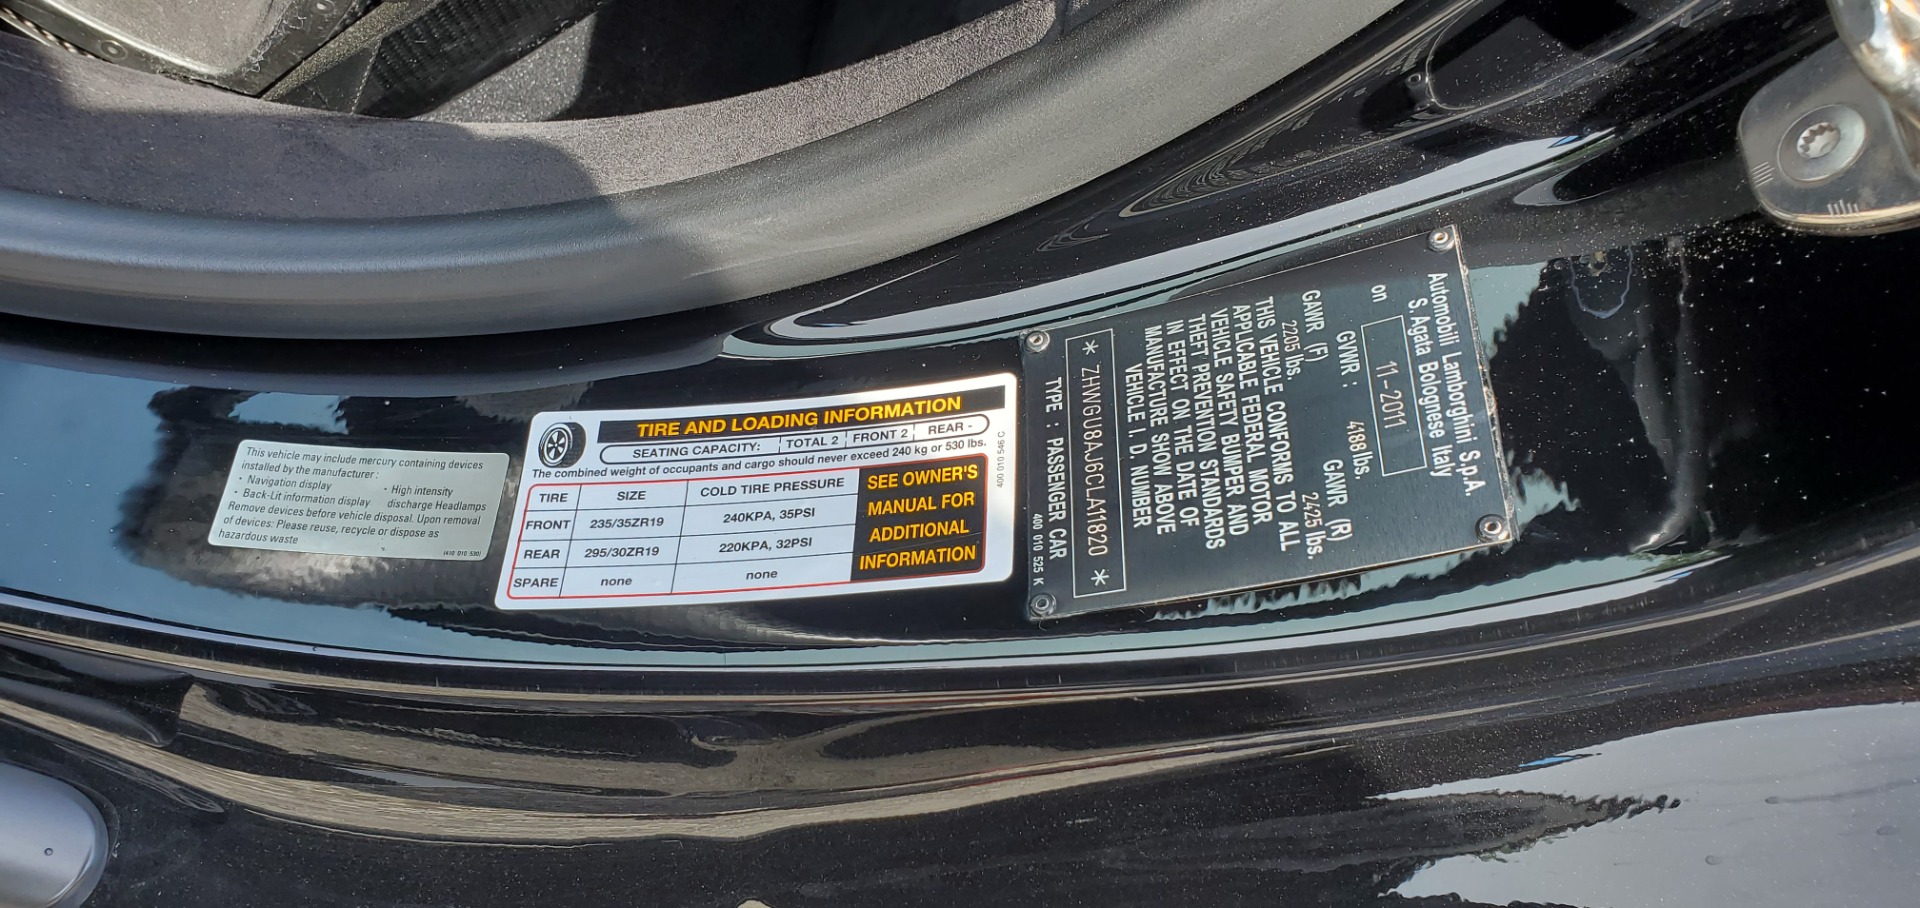 This vehicle may include mercury containing devices
installed by the manufacturer :
- Navigation display
- High intensity
- Back-Lit information display
discharge Headlamps
Remove devices before vehicle disposal. Upon removal
of devices: Please reuse, recycle or dispose as
hazardous waste
(410 010 530)
TIRE AND LOADING INFORMATION
SEATING CAPACITY: TOTAL 2 FRONT 2 REAR -
The combined weight of occupants and cargo should never exceed 240 kg or 530 lbs.
TIRE SIZE COLD TIRE PRESSURE
FRONT 235/35ZR19 240KPA, 35PSI
REAR 295/30ZR19 220KPA, 32PSI
SPARE none none
SEE OWNER'S
MANUAL FOR
ADDITIONAL
INFORMATION
400 010 546 C
Automobili Lamborghini S.p.A.
S. Agata Bolognese Italy
on 11-2011
GVWR : 4188 lbs.
GAWR (F) GAWR (R)
2205 lbs. 2425 lbs.
THIS VEHICLE CONFORMS TO ALL
APPLICABLE FEDERAL MOTOR
VEHICLE SAFETY BUMPER AND
THEFT PREVENTION STANDARDS
IN EFFECT ON THE DATE OF
MANUFACTURE SHOW ABOVE
VEHICLE I. D. NUMBER
* ZHWGU8AJ6CLA11820 *
TYPE : PASSENGER CAR
400 010 525 K